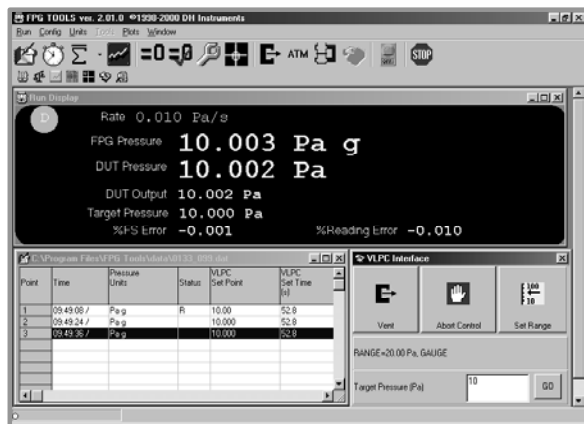 FPG TOOLS ver. 2.01.0 ©1998-2000 DH Instruments
Run Config Units Tools Plots Window
=0 =0 ATM STOP
Run Display
D
Rate 0.010 Pa/s
FPG Pressure 10.003 Pa g
DUT Pressure 10.002 Pa
DUT Output 10.002 Pa
Target Pressure 10.000 Pa
%FS Error -0.001 %Reading Error -0.010
C:\Program Files\FPG Tools\data\0133_099.dat
Point Time Pressure Units Status VLPC Set Point VLPC Set Time (s)
1 09:49:08 / Pa g R 10.00 52.8
2 09:49:24 / Pa g 10.000 52.8
3 09:49:36 / Pa g 10.000 52.8
VLPC Interface
100
10
Vent Abort Control Set Range
RANGE=20.00 Pa, GAUGE
Target Pressure (Pa) 10 GO